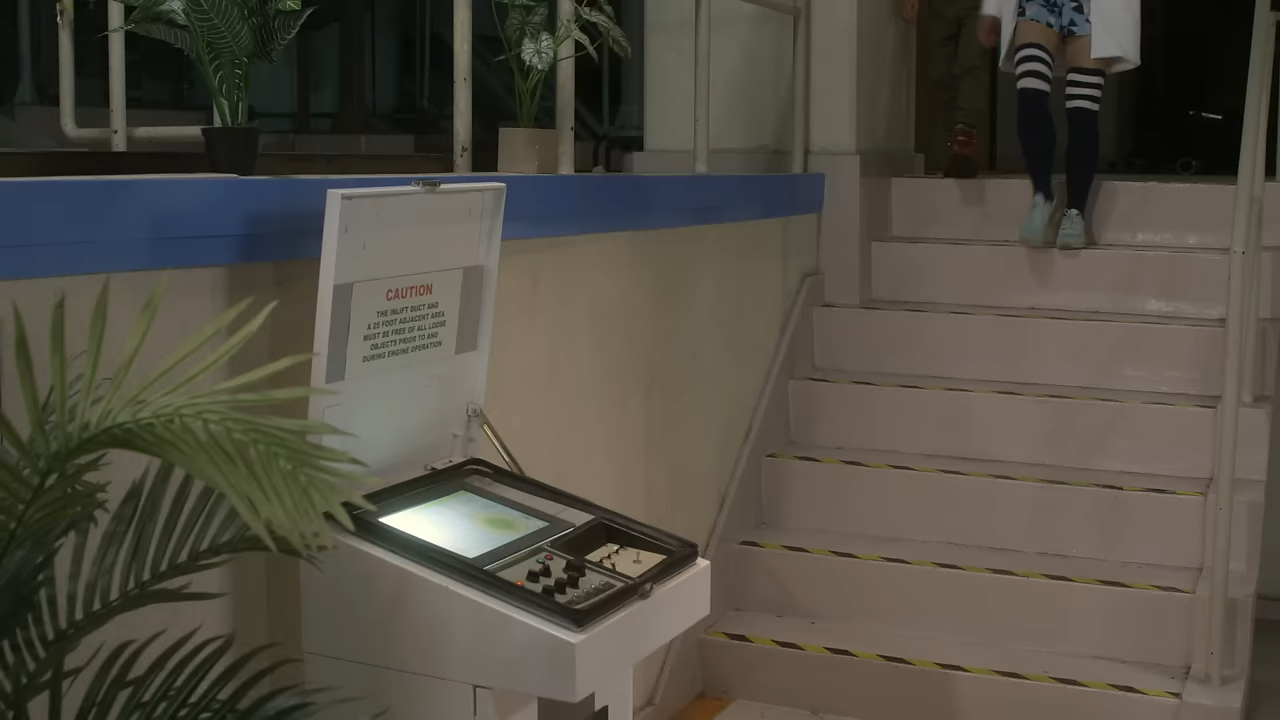 CAUTION
THE INLIFT DUCT AND
A 25 FOOT ADJACENT AREA
MUST BE FREE OF ALL LOOSE
OBJECTS PRIOR TO AND
DURING ENGINE OPERATION